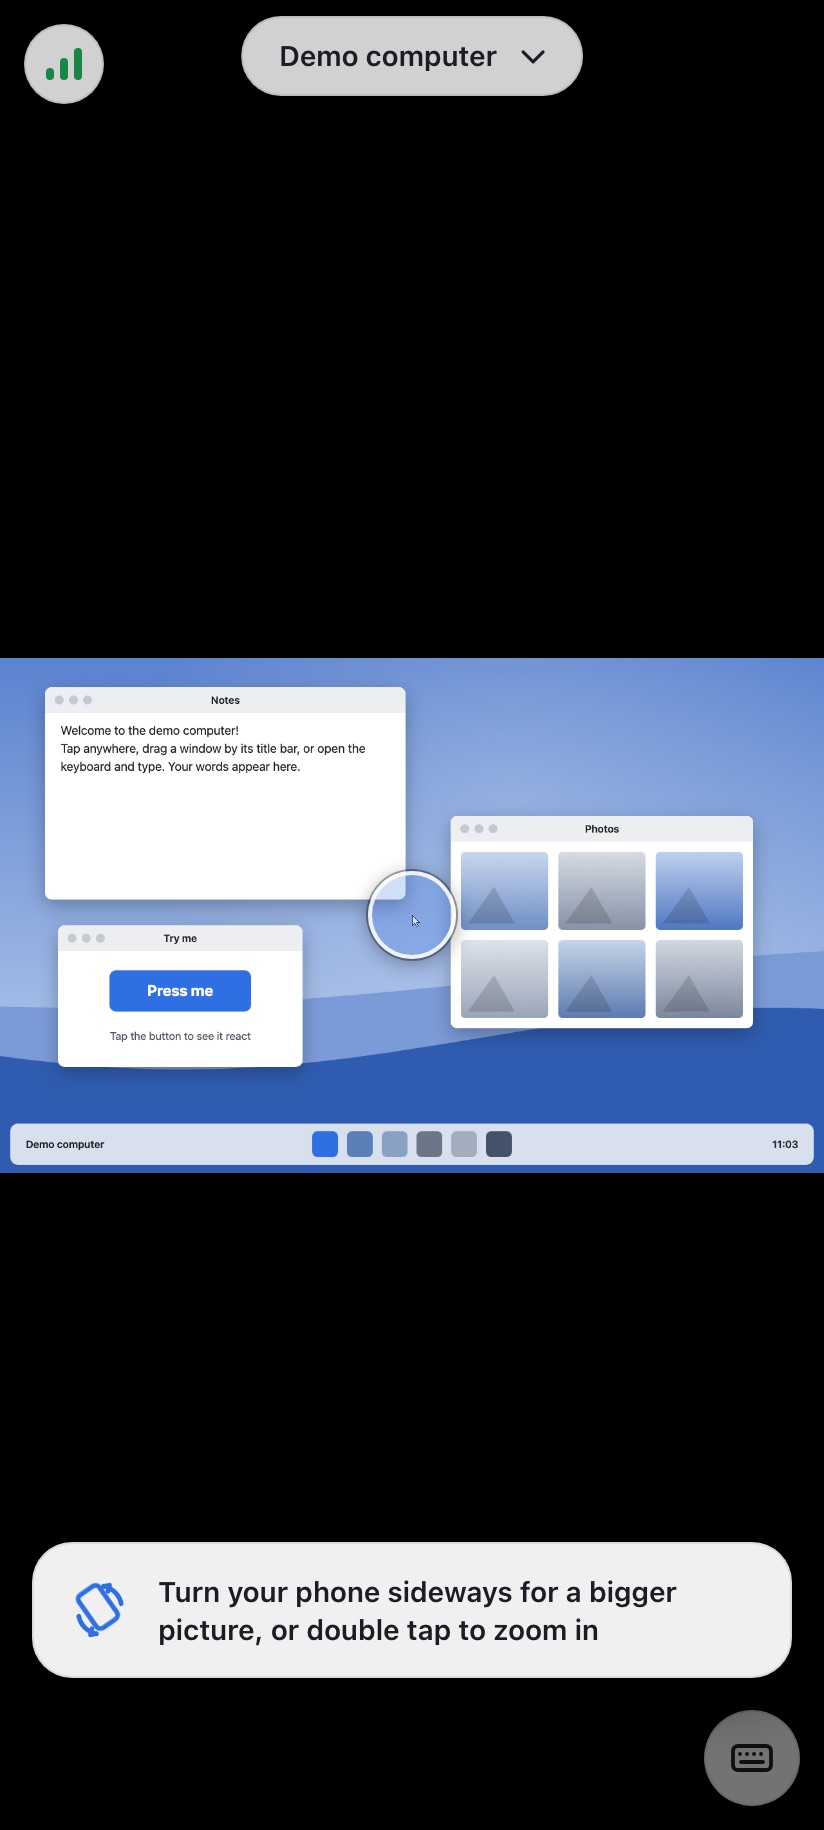 Demo computer
Notes
Welcome to the demo computer!
Tap anywhere, drag a window by its title bar, or open the
keyboard and type. Your words appear here.
Photos
Try me
Press me
Tap the button to see it react
Demo computer
11:03
Turn your phone sideways for a bigger
picture, or double tap to zoom in